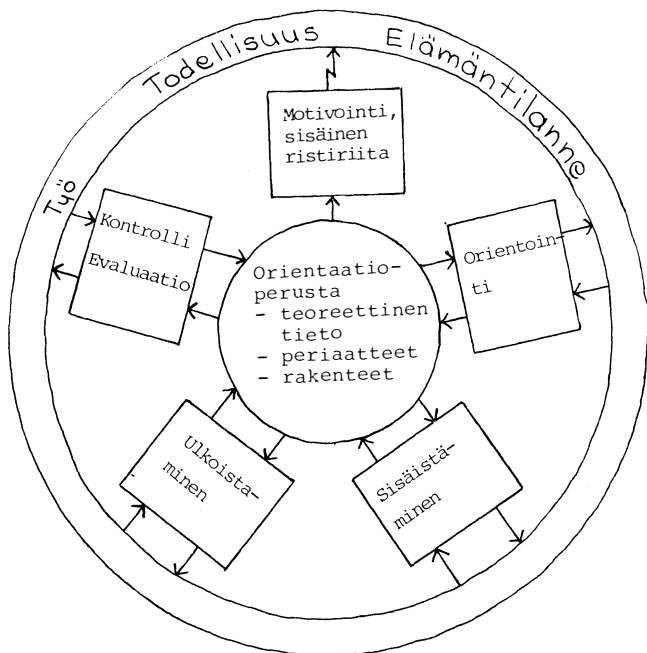 Työ
Todellisuus
Elämäntilanne
Motivointi,
sisäinen
ristiriita
Kontrolli
Evaluaatio
Orientaatio-
perusta
- teoreettinen
tieto
- periaatteet
- rakenteet
Orientoin-
ti
Ulkoista-
minen
Sisäistä-
minen